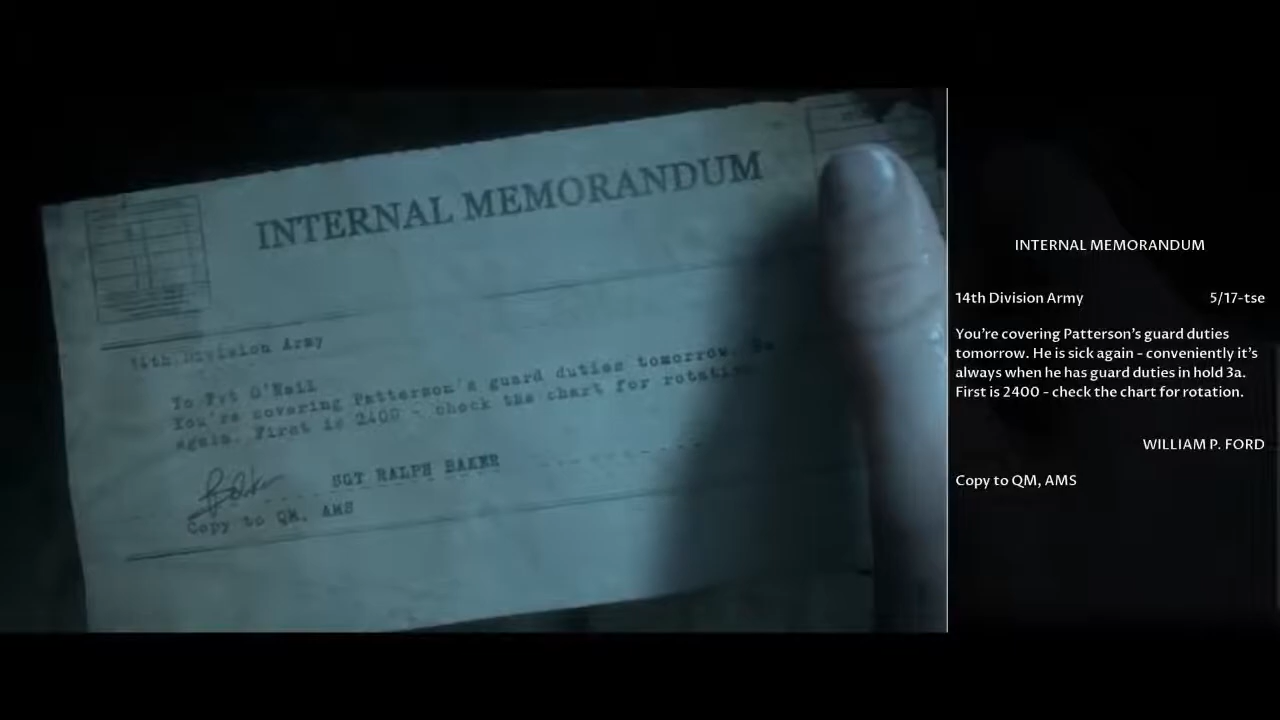 INTERNAL MEMORANDUM
14th Division Army
To Pvt O'Neil
You're covering Patterson's guard duties tomorrow. He
again. First is 2400 - check the chart for
SGT RALPH BAKER
Copy to QM, AMS
INTERNAL MEMORANDUM
14th Division Army 5/17-tse
You're covering Patterson's guard duties
tomorrow. He is sick again - conveniently it's
always when he has guard duties in hold 3a.
First is 2400 - check the chart for rotation.
WILLIAM P. FORD
Copy to QM, AMS